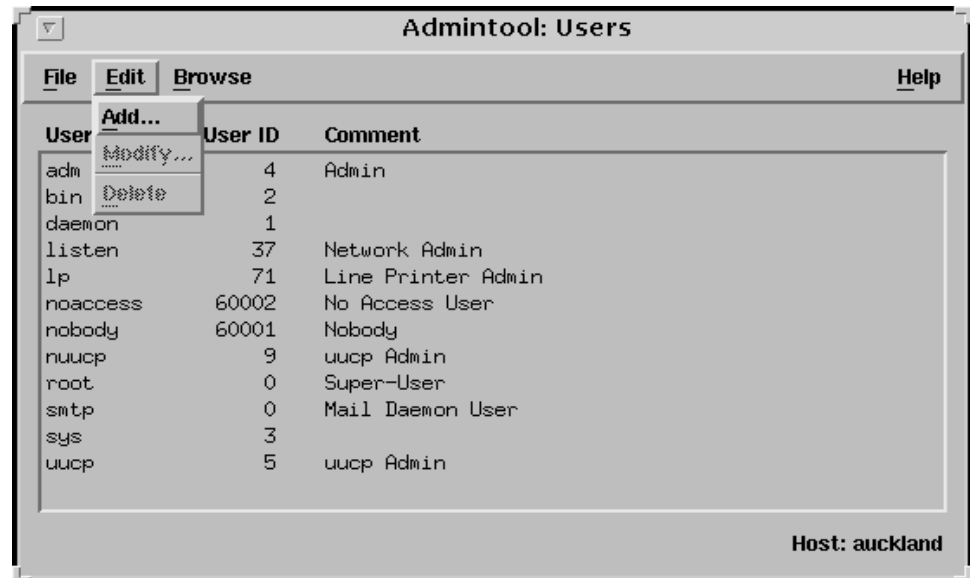 Admintool: Users
File Edit Browse Help
Add...
User User ID Comment
Modify...
adm 4 Admin
Delete
bin 2
daemon 1
listen 37 Network Admin
lp 71 Line Printer Admin
noaccess 60002 No Access User
nobody 60001 Nobody
nuucp 9 uucp Admin
root 0 Super-User
smtp 0 Mail Daemon User
sys 3
uucp 5 uucp Admin
Host: auckland